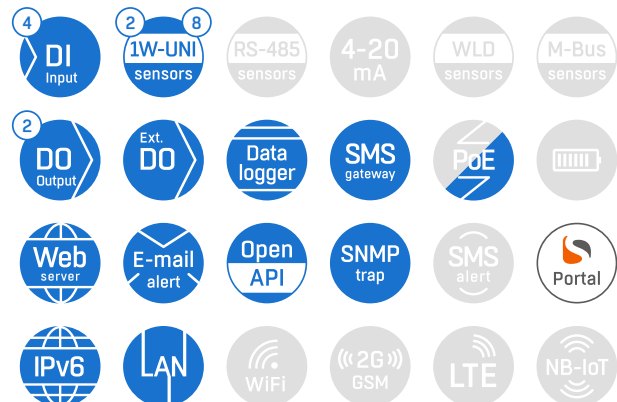 4
DI
Input
2
8
1W-UNI
sensors
RS-485
sensors
4-20
mA
WLD
sensors
M-Bus
sensors
2
DO
Output
Ext.
DO
Data
logger
SMS
gateway
PoE
Web
server
E-mail
alert
Open
API
SNMP
trap
SMS
alert
Portal
IPv6
LAN
WiFi
2G
GSM
LTE
NB-IoT